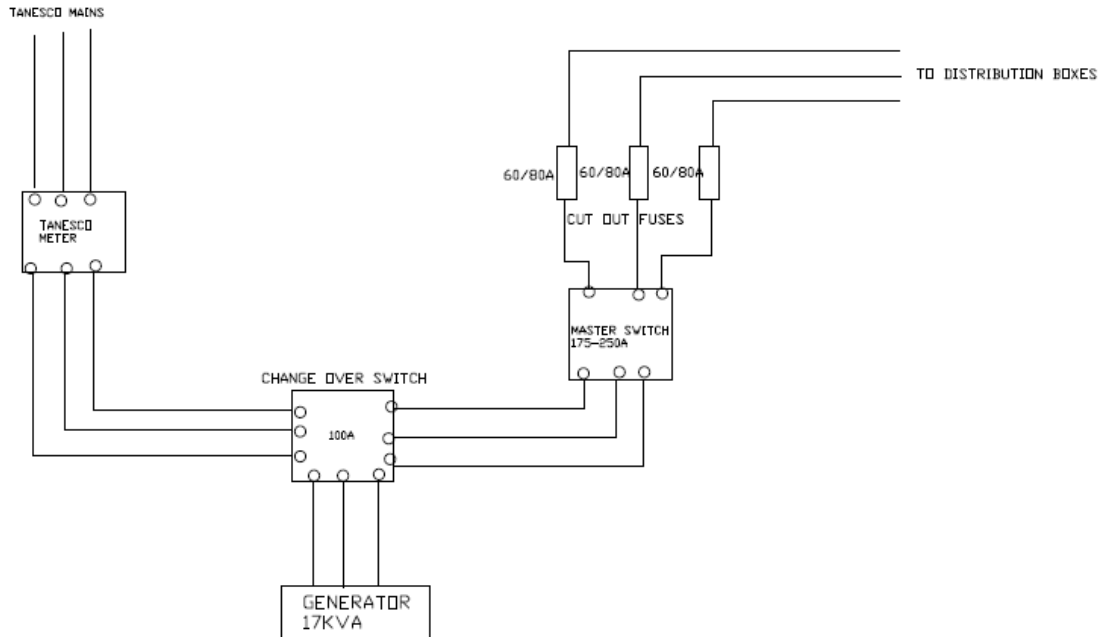 TANESCO MAINS
TO DISTRIBUTION BOXES
60/80A 60/80A 60/80A
CUT OUT FUSES
TANESCO
METER
MASTER SWITCH
175-250A
CHANGE OVER SWITCH
100A
GENERATOR
17KVA